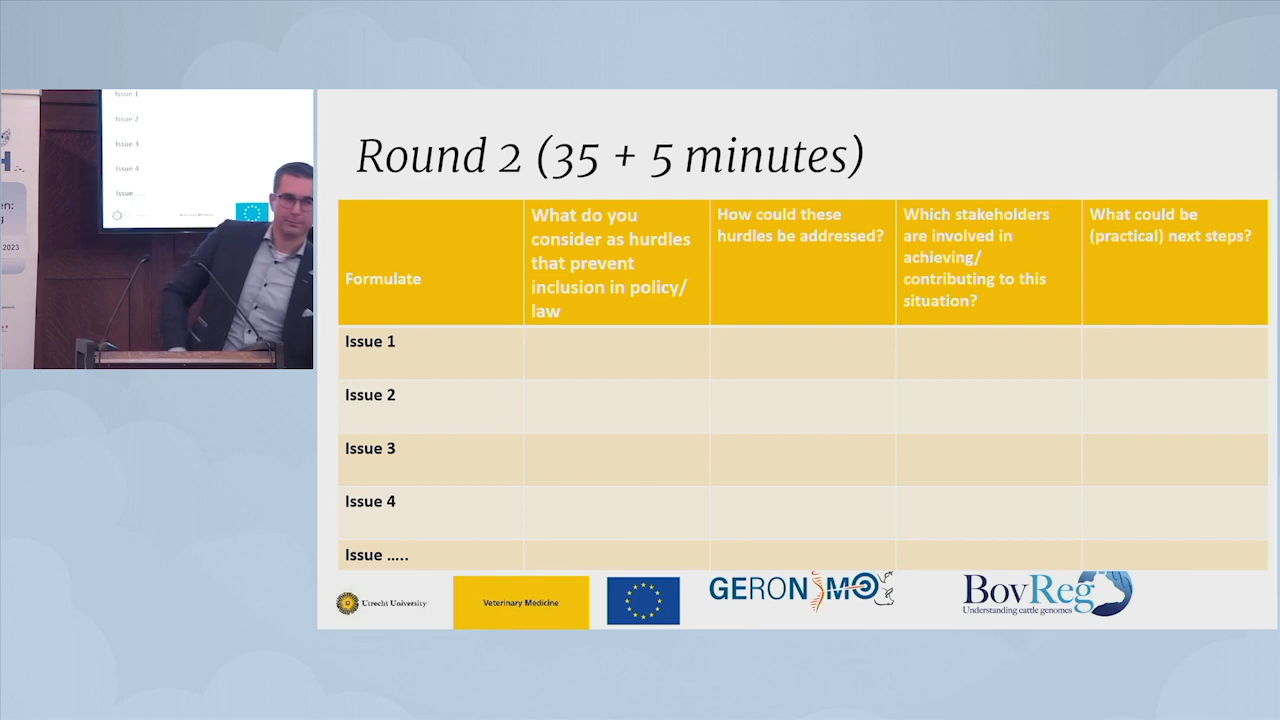 Issue 1
Issue 2
Issue 3
Issue 4
Issue .....
H
en:
g
2023
Round 2 (35 + 5 minutes)
Formulate
What do you
consider as hurdles
that prevent
inclusion in policy/
law
How could these
hurdles be addressed?
Which stakeholders
are involved in
achieving/
contributing to this
situation?
What could be
(practical) next steps?
Issue 1
Issue 2
Issue 3
Issue 4
Issue .....
Utrecht University
Veterinary Medicine
GERONIMO
BovReg
Understanding cattle genomes